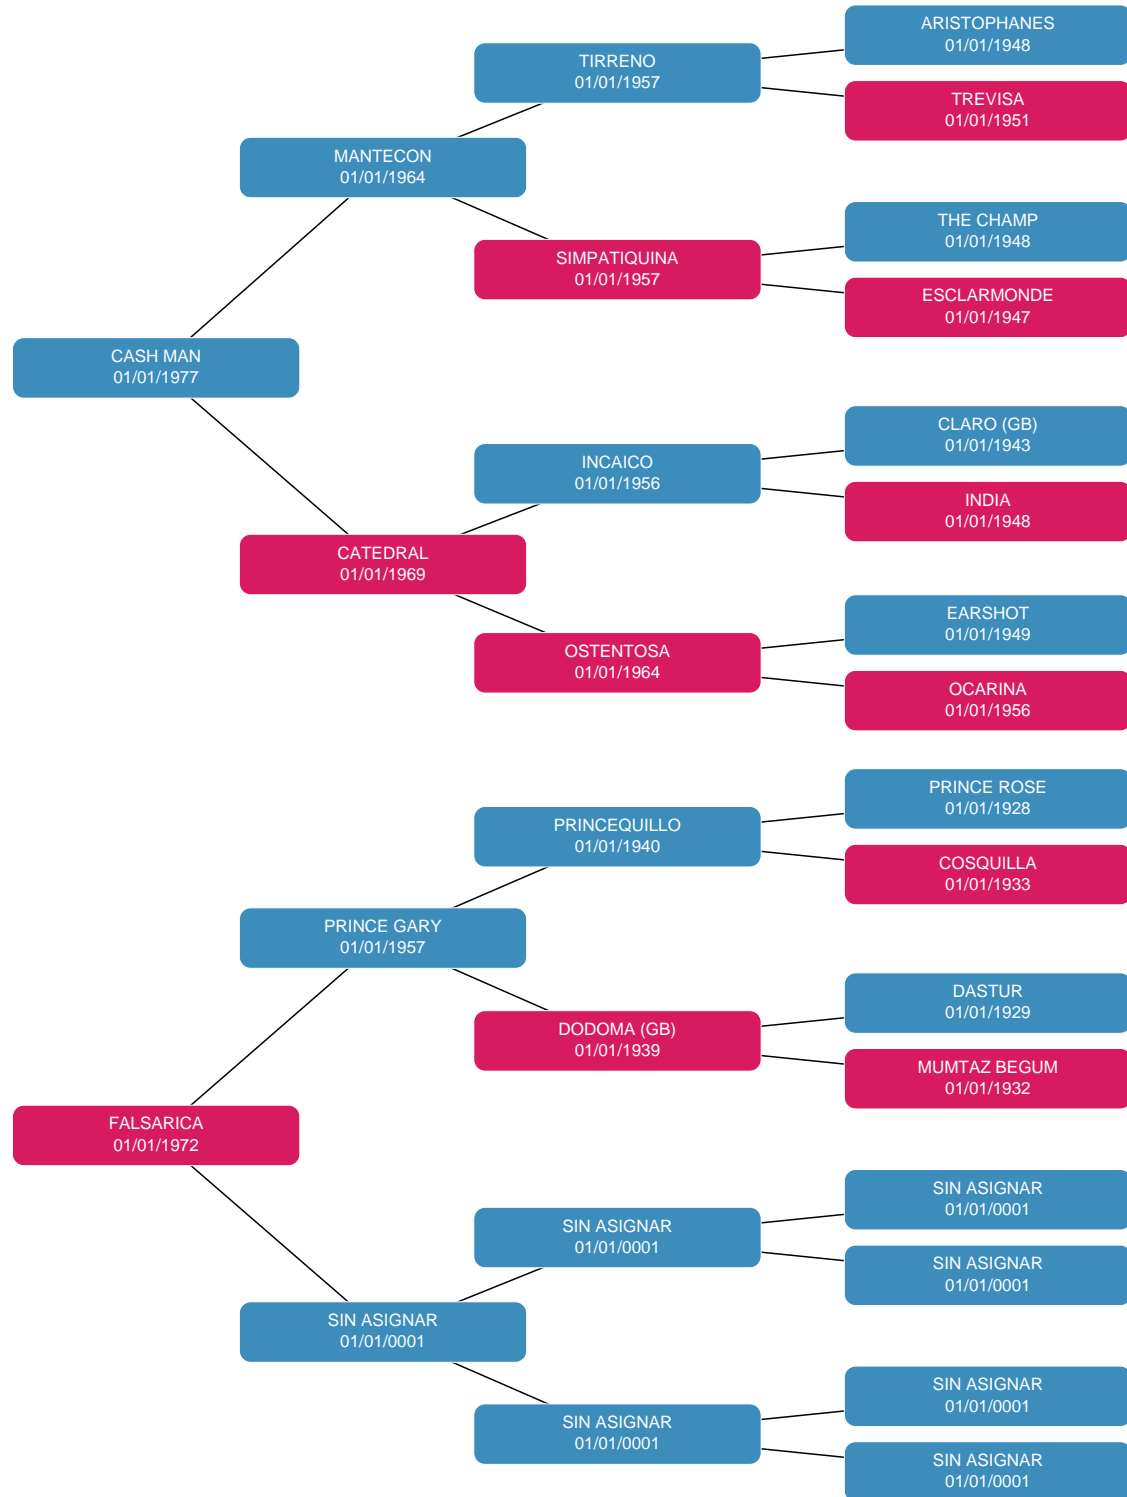 ARISTOPHANES
01/01/1948
TIRRENO
01/01/1957
TREVISA
01/01/1951
MANTECON
01/01/1964
THE CHAMP
01/01/1948
SIMPATIQUINA
01/01/1957
ESCLARMONDE
01/01/1947
CASH MAN
01/01/1977
CLARO (GB)
01/01/1943
INCAICO
01/01/1956
INDIA
01/01/1948
CATEDRAL
01/01/1969
EARSHOT
01/01/1949
OSTENTOSA
01/01/1964
OCARINA
01/01/1956
PRINCE ROSE
01/01/1928
PRINCEQUILLO
01/01/1940
COSQUILLA
01/01/1933
PRINCE GARY
01/01/1957
DASTUR
01/01/1929
DODOMA (GB)
01/01/1939
MUMTAZ BEGUM
01/01/1932
FALSARICA
01/01/1972
SIN ASIGNAR
01/01/0001
SIN ASIGNAR
01/01/0001
SIN ASIGNAR
01/01/0001
SIN ASIGNAR
01/01/0001
SIN ASIGNAR
01/01/0001
SIN ASIGNAR
01/01/0001
SIN ASIGNAR
01/01/0001